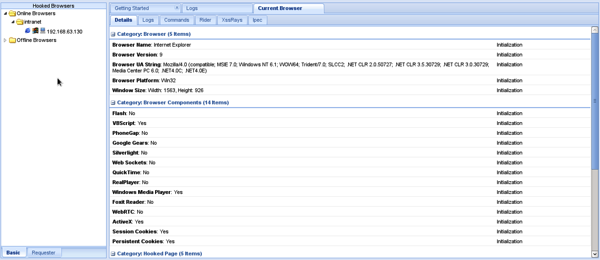 Hooked Browsers
Online Browsers
intranet
192.168.63.130
Offline Browsers
Basic
Requester
Getting Started
Logs
Current Browser
Details
Logs
Commands
Rider
XssRays
Ipec
Category: Browser (5 Items)
Browser Name: Internet Explorer Initialization
Browser Version: 9 Initialization
Browser UA String: Mozilla/4.0 (compatible; MSIE 7.0; Windows NT 6.1; WOW64; Trident/7.0; SLCC2; .NET CLR 2.0.50727; .NET CLR 3.5.30729; .NET CLR 3.0.30729; Initialization
Media Center PC 6.0; .NET4.0C; .NET4.0E)
Browser Platform: Win32 Initialization
Window Size: Width: 1563, Height: 926 Initialization
Category: Browser Components (14 Items)
Flash: No Initialization
VBScript: Yes Initialization
PhoneGap: No Initialization
Google Gears: No Initialization
Silverlight: No Initialization
Web Sockets: No Initialization
QuickTime: No Initialization
RealPlayer: No Initialization
Windows Media Player: Yes Initialization
Foxit Reader: No Initialization
WebRTC: No Initialization
ActiveX: Yes Initialization
Session Cookies: Yes Initialization
Persistent Cookies: Yes Initialization
Category: Hooked Page (5 Items)